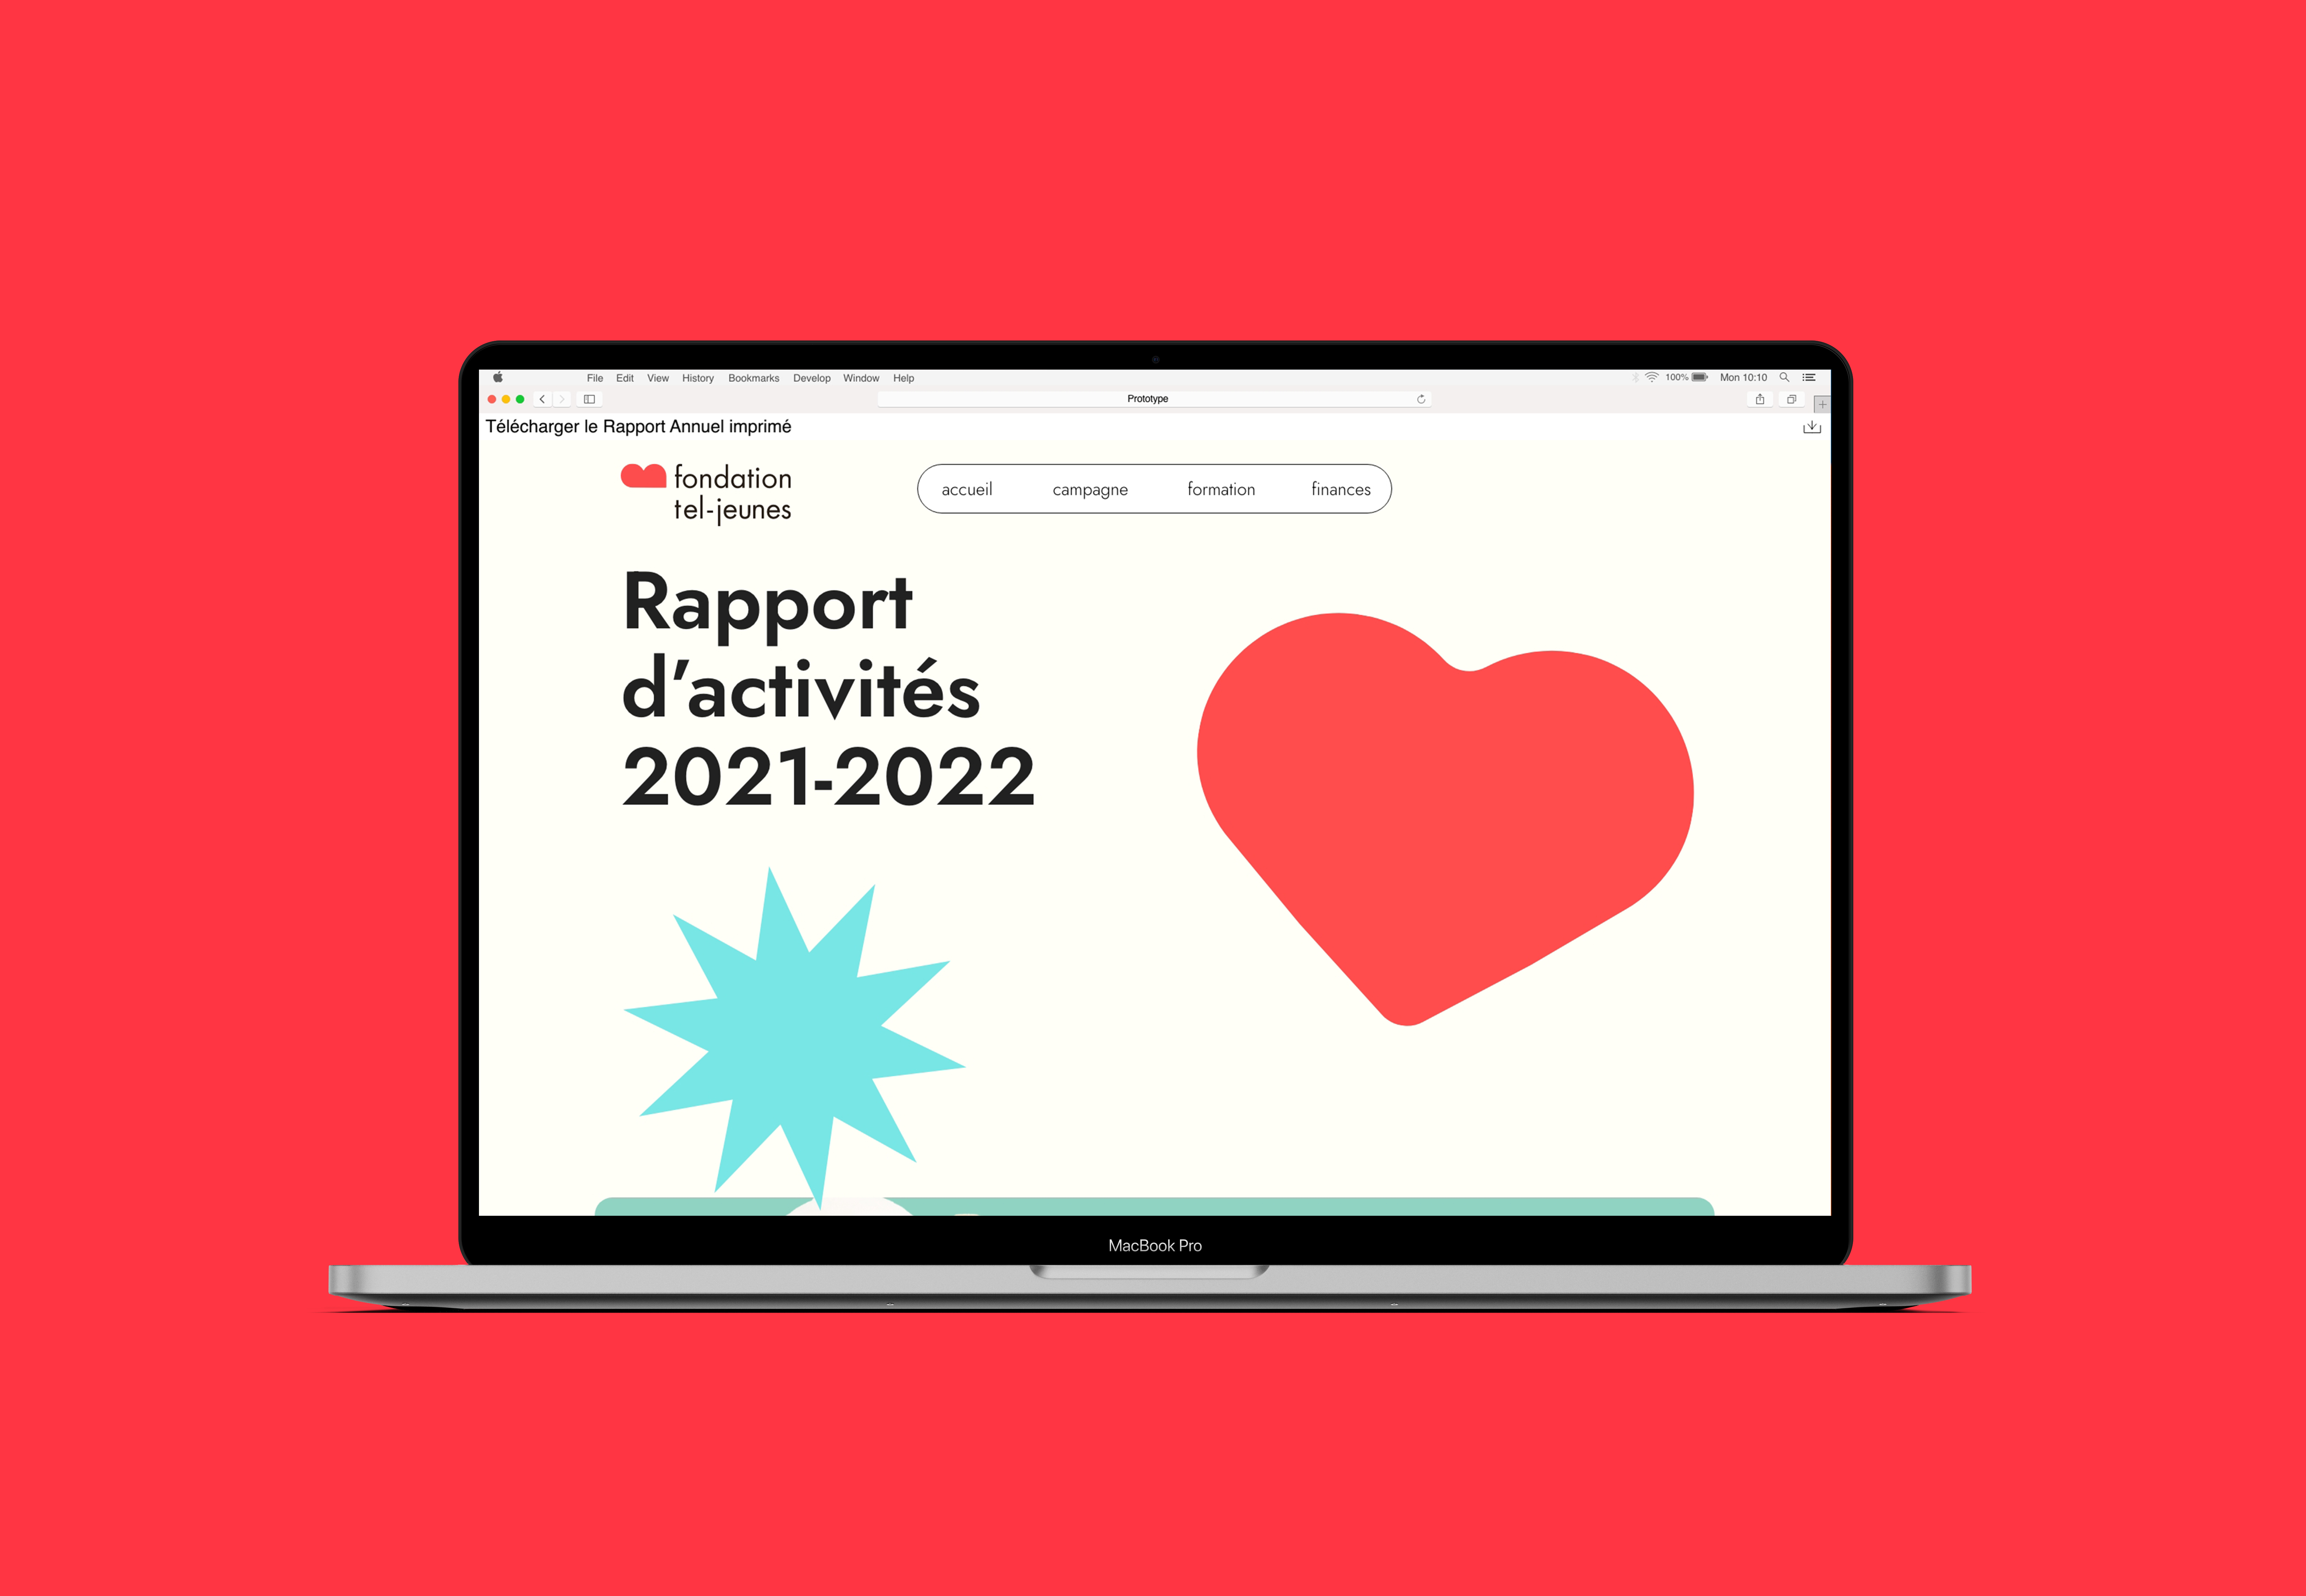 File Edit View History Bookmarks Develop Window Help 100% Mon 10:10
Prototype
Télécharger le Rapport Annuel imprimé
fondation
tel-jeunes
accueil campagne formation finances
Rapport
d’activités
2021-2022
MacBook Pro